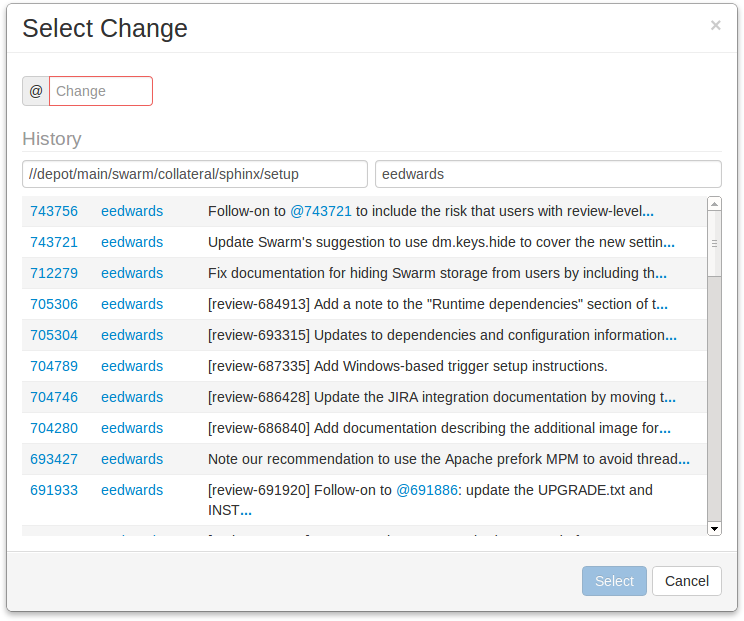 Select Change
×
@ Change
History
//depot/main/swarm/collateral/sphinx/setup eedwards
743756 eedwards Follow-on to @743721 to include the risk that users with review-level...
743721 eedwards Update Swarm's suggestion to use dm.keys.hide to cover the new settin...
712279 eedwards Fix documentation for hiding Swarm storage from users by including th...
705306 eedwards [review-684913] Add a note to the "Runtime dependencies" section of t...
705304 eedwards [review-693315] Updates to dependencies and configuration information...
704789 eedwards [review-687335] Add Windows-based trigger setup instructions.
704746 eedwards [review-686428] Update the JIRA integration documentation by moving t...
704280 eedwards [review-686840] Add documentation describing the additional image for...
693427 eedwards Note our recommendation to use the Apache prefork MPM to avoid thread...
691933 eedwards [review-691920] Follow-on to @691886: update the UPGRADE.txt and
INST...
Select Cancel